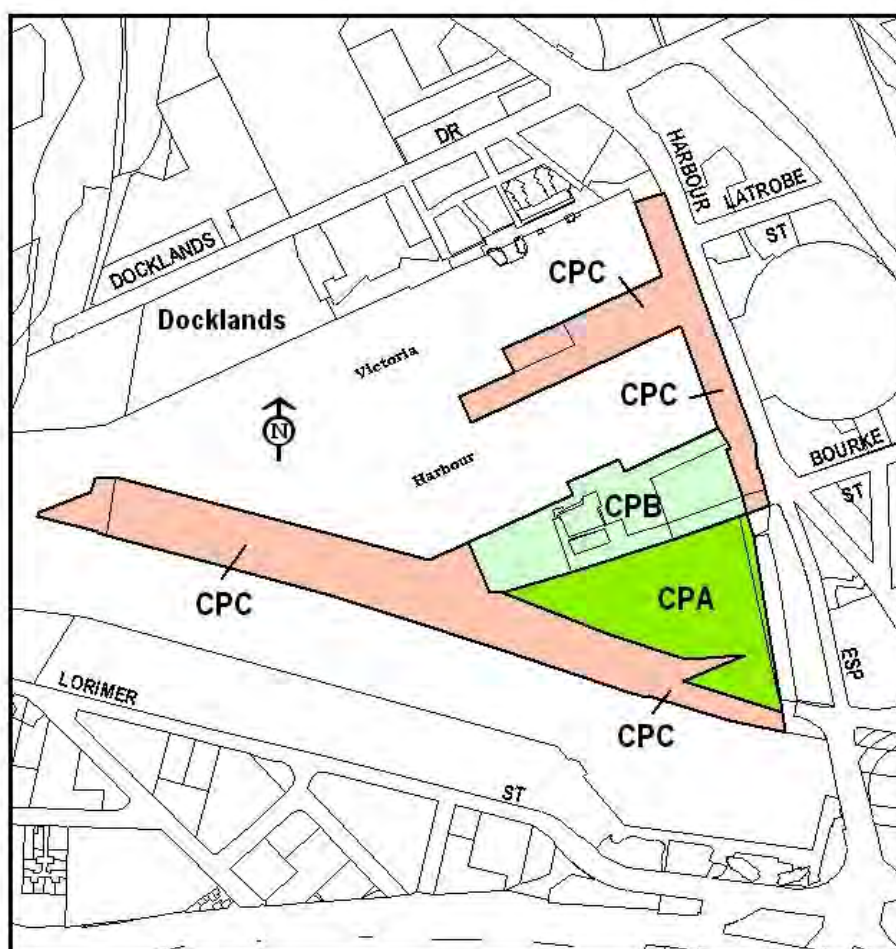 DR
HARBOUR
LATROBE
ST
DOCKLANDS
CPC
Docklands
Victoria
CPC
N
BOURKE
Harbour
ST
CPB
CPC
CPA
ESP
LORIMER
CPC
ST